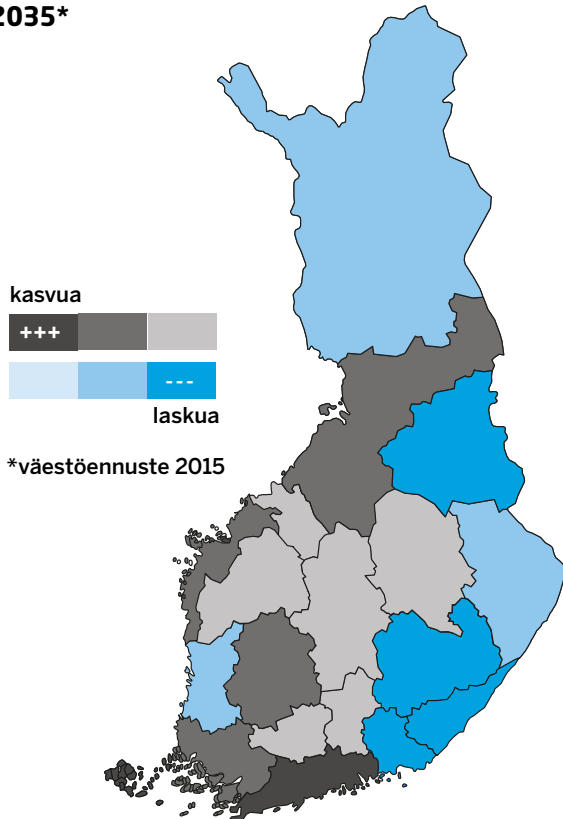 2035*
kasvua
+++
---
laskua
*väestöennuste 2015